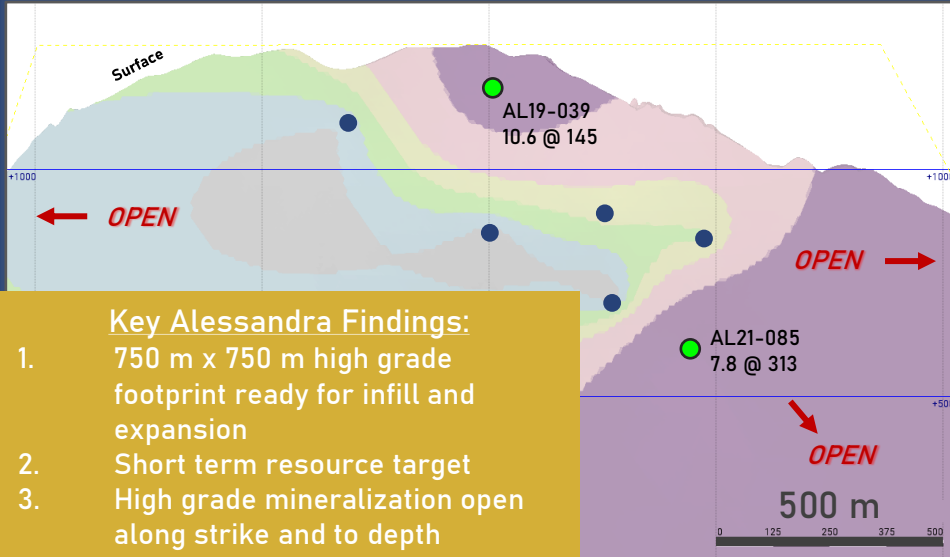 Surface
AL19-039
10.6 @ 145
+1000
+100
OPEN
OPEN
AL21-085
7.8 @ 313
+50
OPEN
Key Alessandra Findings:
1. 750 m x 750 m high grade
footprint ready for infill and
expansion
2. Short term resource target
3. High grade mineralization open
along strike and to depth
500 m
0 125 250 375 500